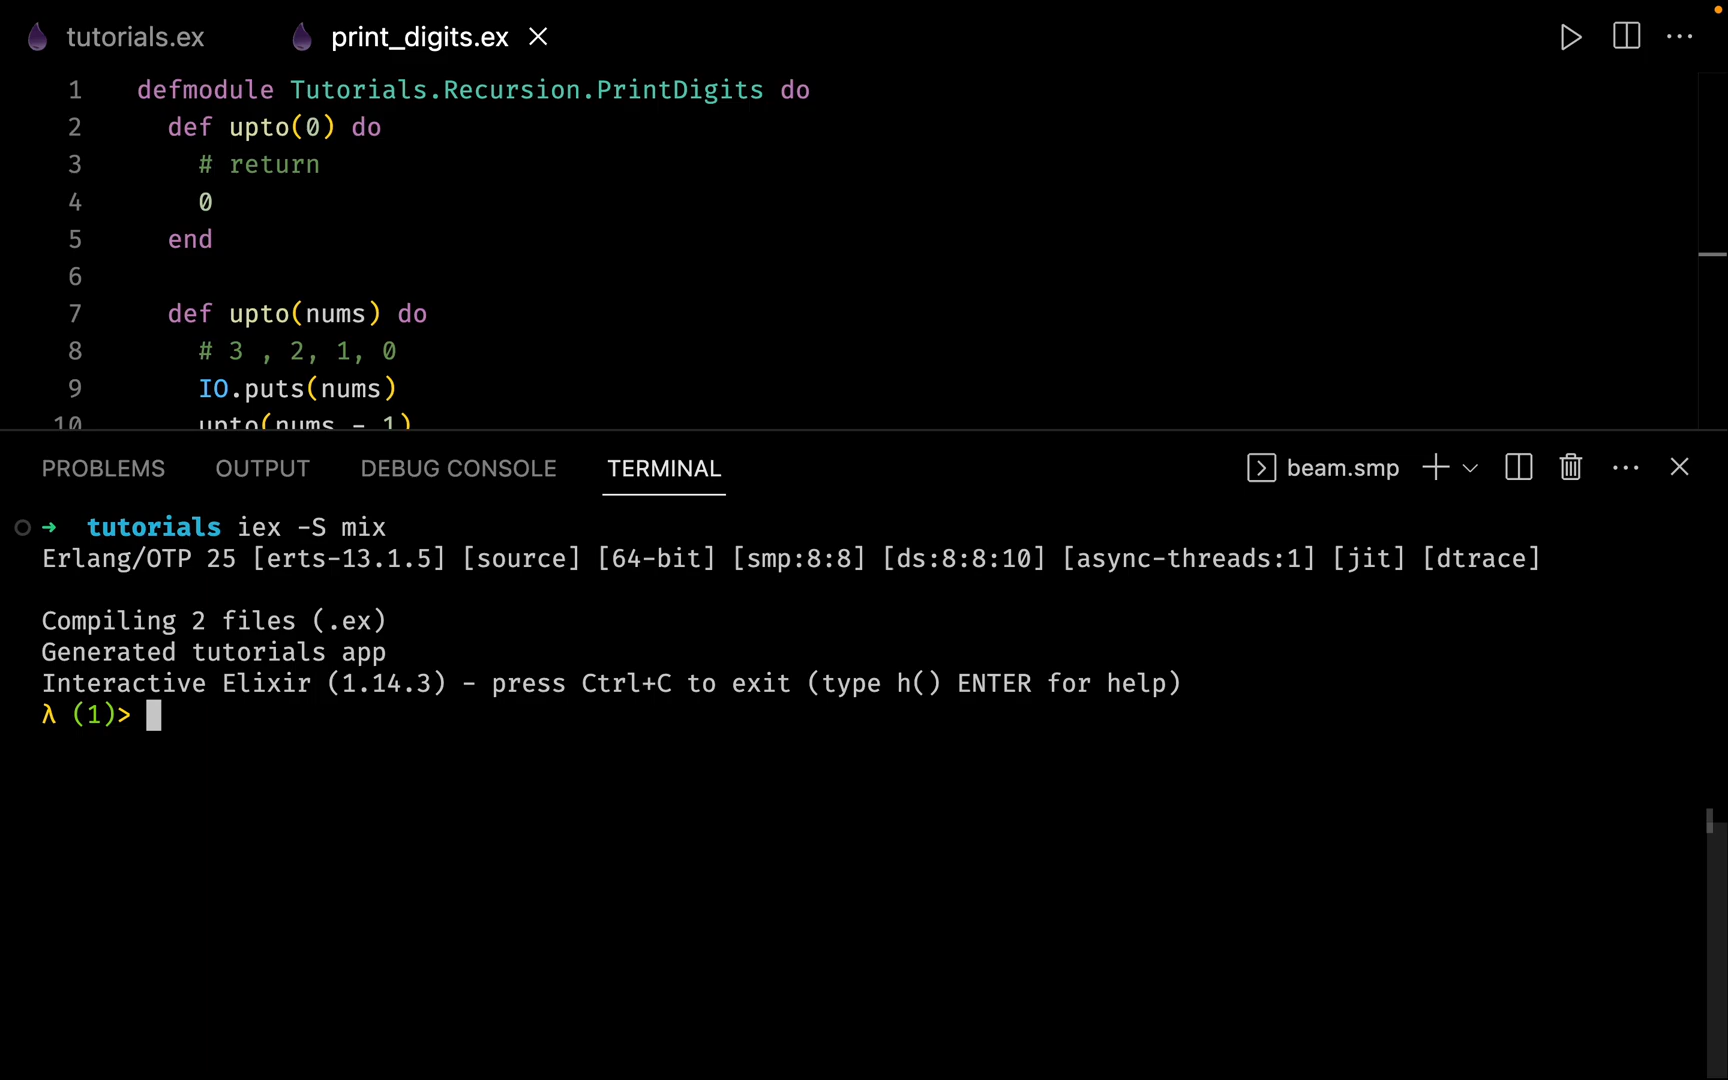 tutorials.ex print_digits.ex
1 defmodule Tutorials.Recursion.PrintDigits do
2 def upto(0) do
3 # return
4 0
5 end
6
7 def upto(nums) do
8 # 3 , 2, 1, 0
9 IO.puts(nums)
10 upto(nums - 1)
PROBLEMS OUTPUT DEBUG CONSOLE TERMINAL beam.smp
→ tutorials iex -S mix
Erlang/OTP 25 [erts-13.1.5] [source] [64-bit] [smp:8:8] [ds:8:8:10] [async-threads:1] [jit] [dtrace]
Compiling 2 files (.ex)
Generated tutorials app
Interactive Elixir (1.14.3) - press Ctrl+C to exit (type h() ENTER for help)
λ (1)>